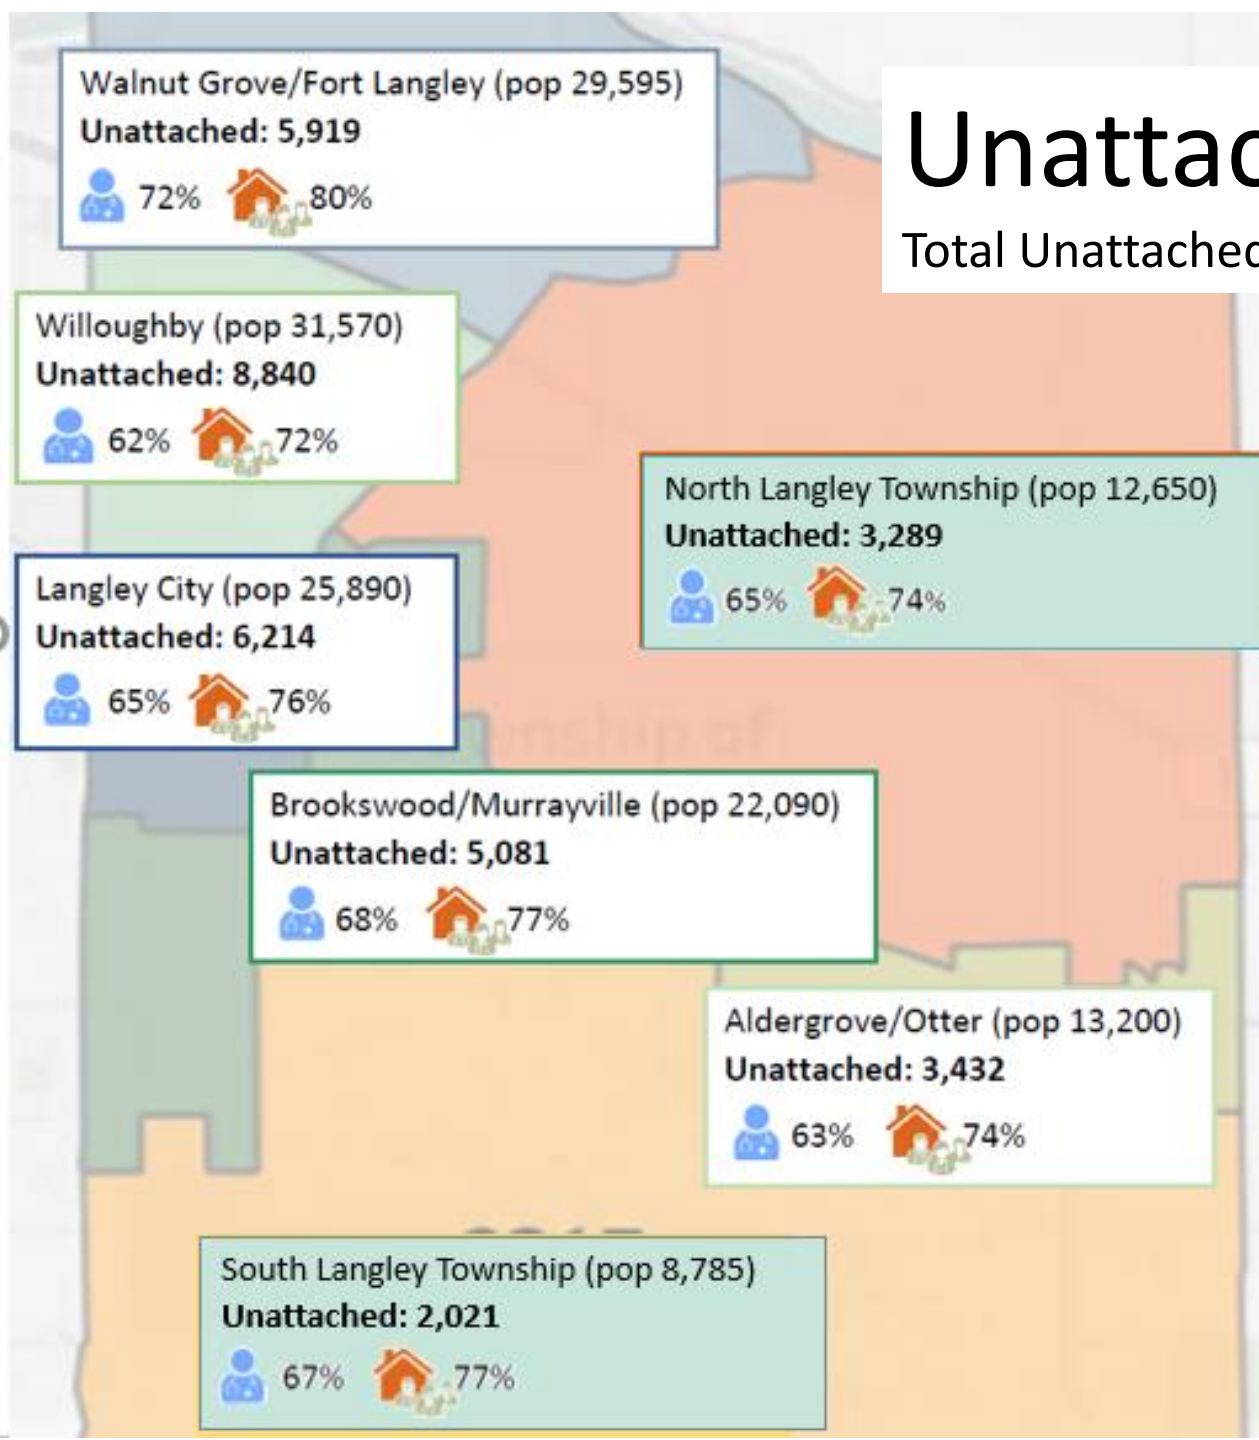 Walnut Grove/Fort Langley (pop 29,595)
Unattached: 5,919
72% 80%
Total Unattached
Willoughby (pop 31,570)
Unattached: 8,840
62% 72%
North Langley Township (pop 12,650)
Unattached: 3,289
65% 74%
Langley City (pop 25,890)
Unattached: 6,214
65% 76%
Brookswood/Murrayville (pop 22,090)
Unattached: 5,081
68% 77%
Aldergrove/Otter (pop 13,200)
Unattached: 3,432
63% 74%
South Langley Township (pop 8,785)
Unattached: 2,021
67% 77%